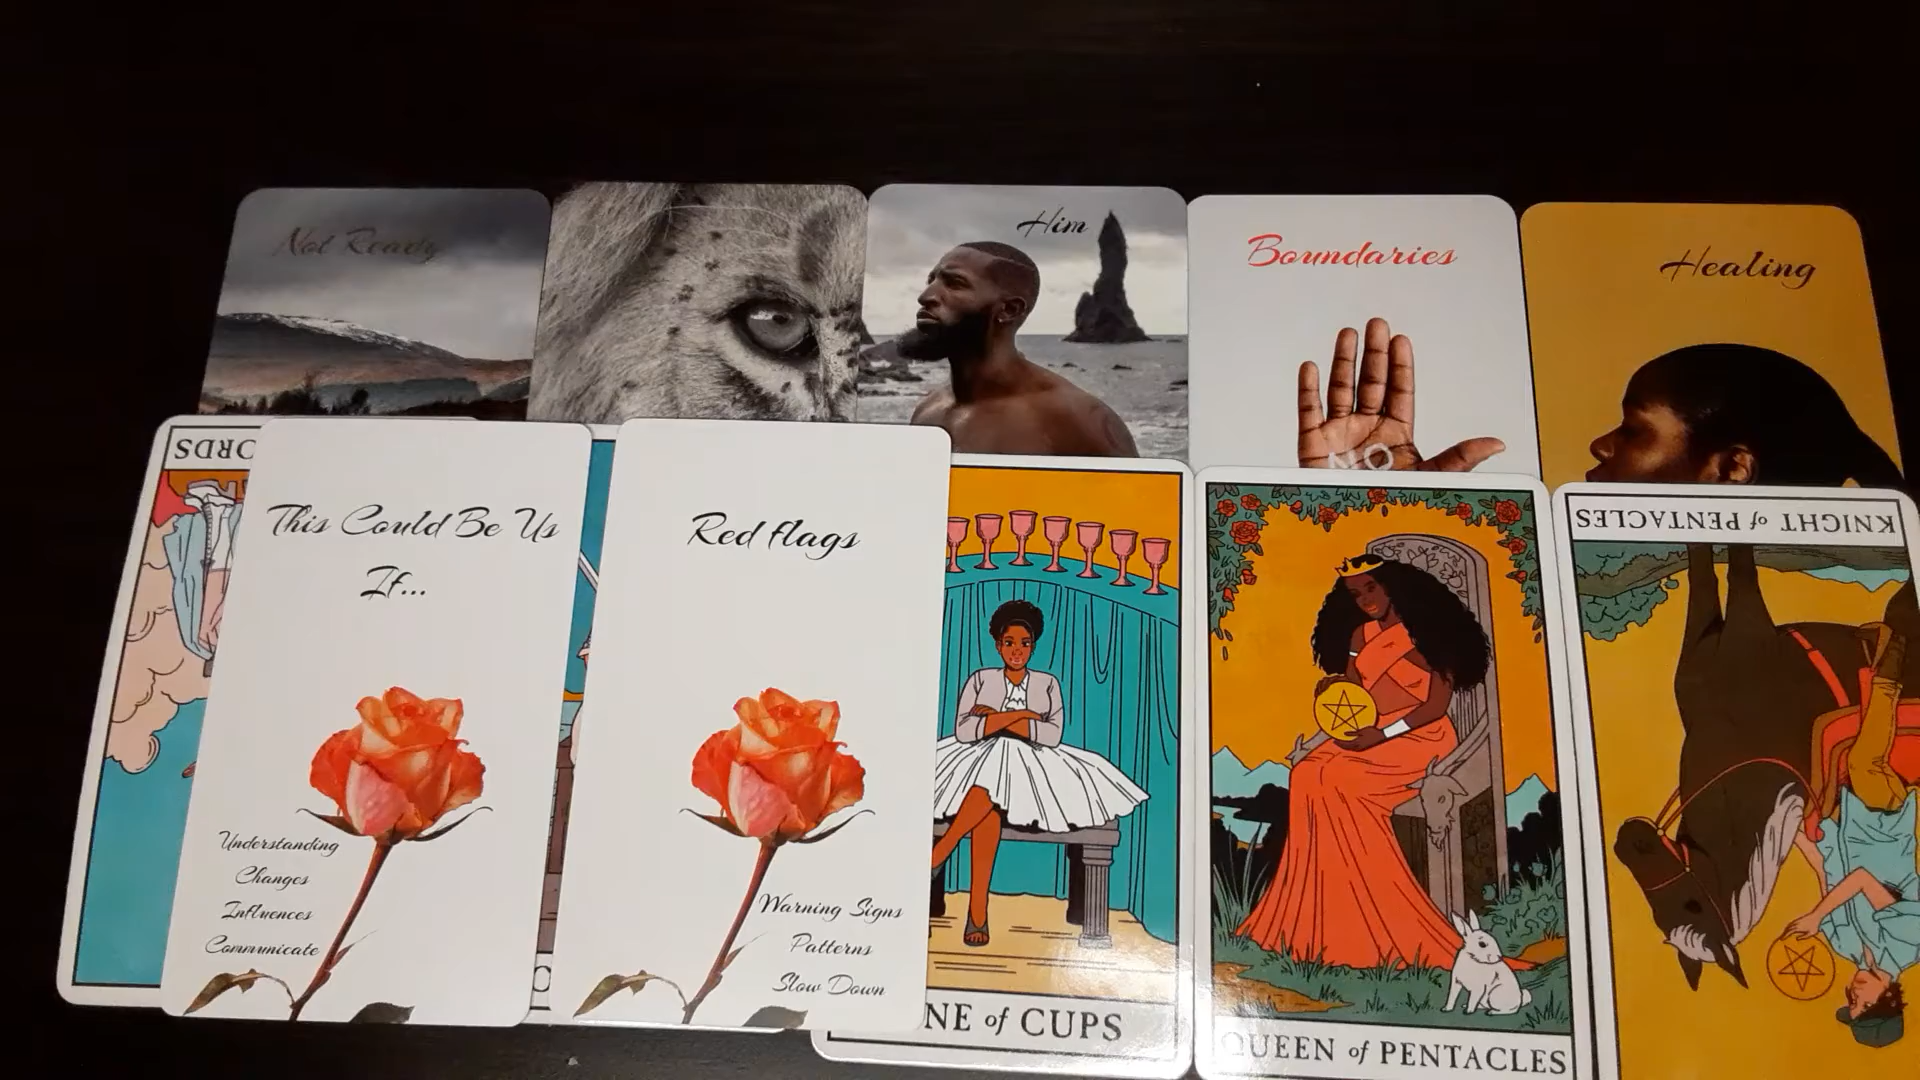 Not Ready
Him
Boundaries
Healing
NO
ORDS
This Could Be Us
If...
Understanding
Changes
Influences
Communicate
Red flags
Warning Signs
Patterns
Slow Down
NE of CUPS
QUEEN of PENTACLES
KNIGHT of PENTACLES